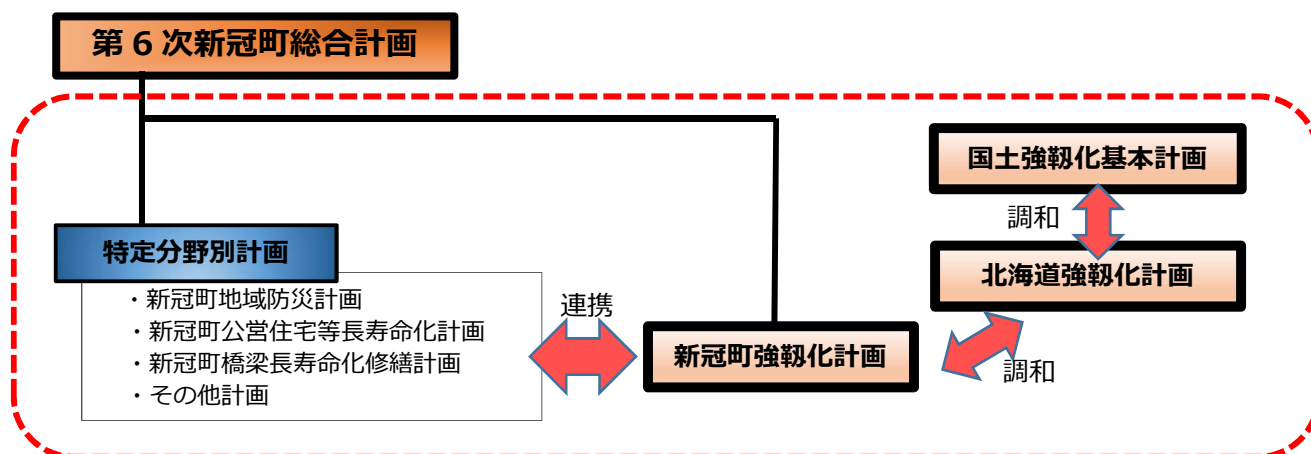 第6次新冠町総合計画
国土強靱化基本計画
調和
北海道強靱化計画
特定分野別計画
・新冠町地域防災計画
・新冠町公営住宅等長寿命化計画
・新冠町橋梁長寿命化修繕計画
・その他計画
連携
新冠町強靱化計画
調和